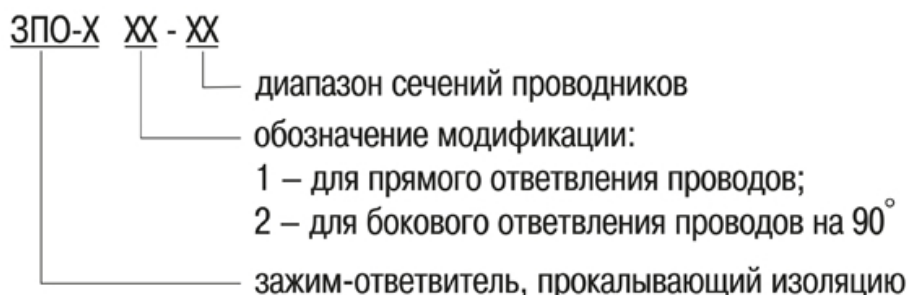 ЗПО-Х ХХ - ХХ
диапазон сечений проводников
обозначение модификации:
1 – для прямого ответвления проводов;
2 – для бокового ответвления проводов на 90°
зажим-ответвитель, прокалывающий изоляцию